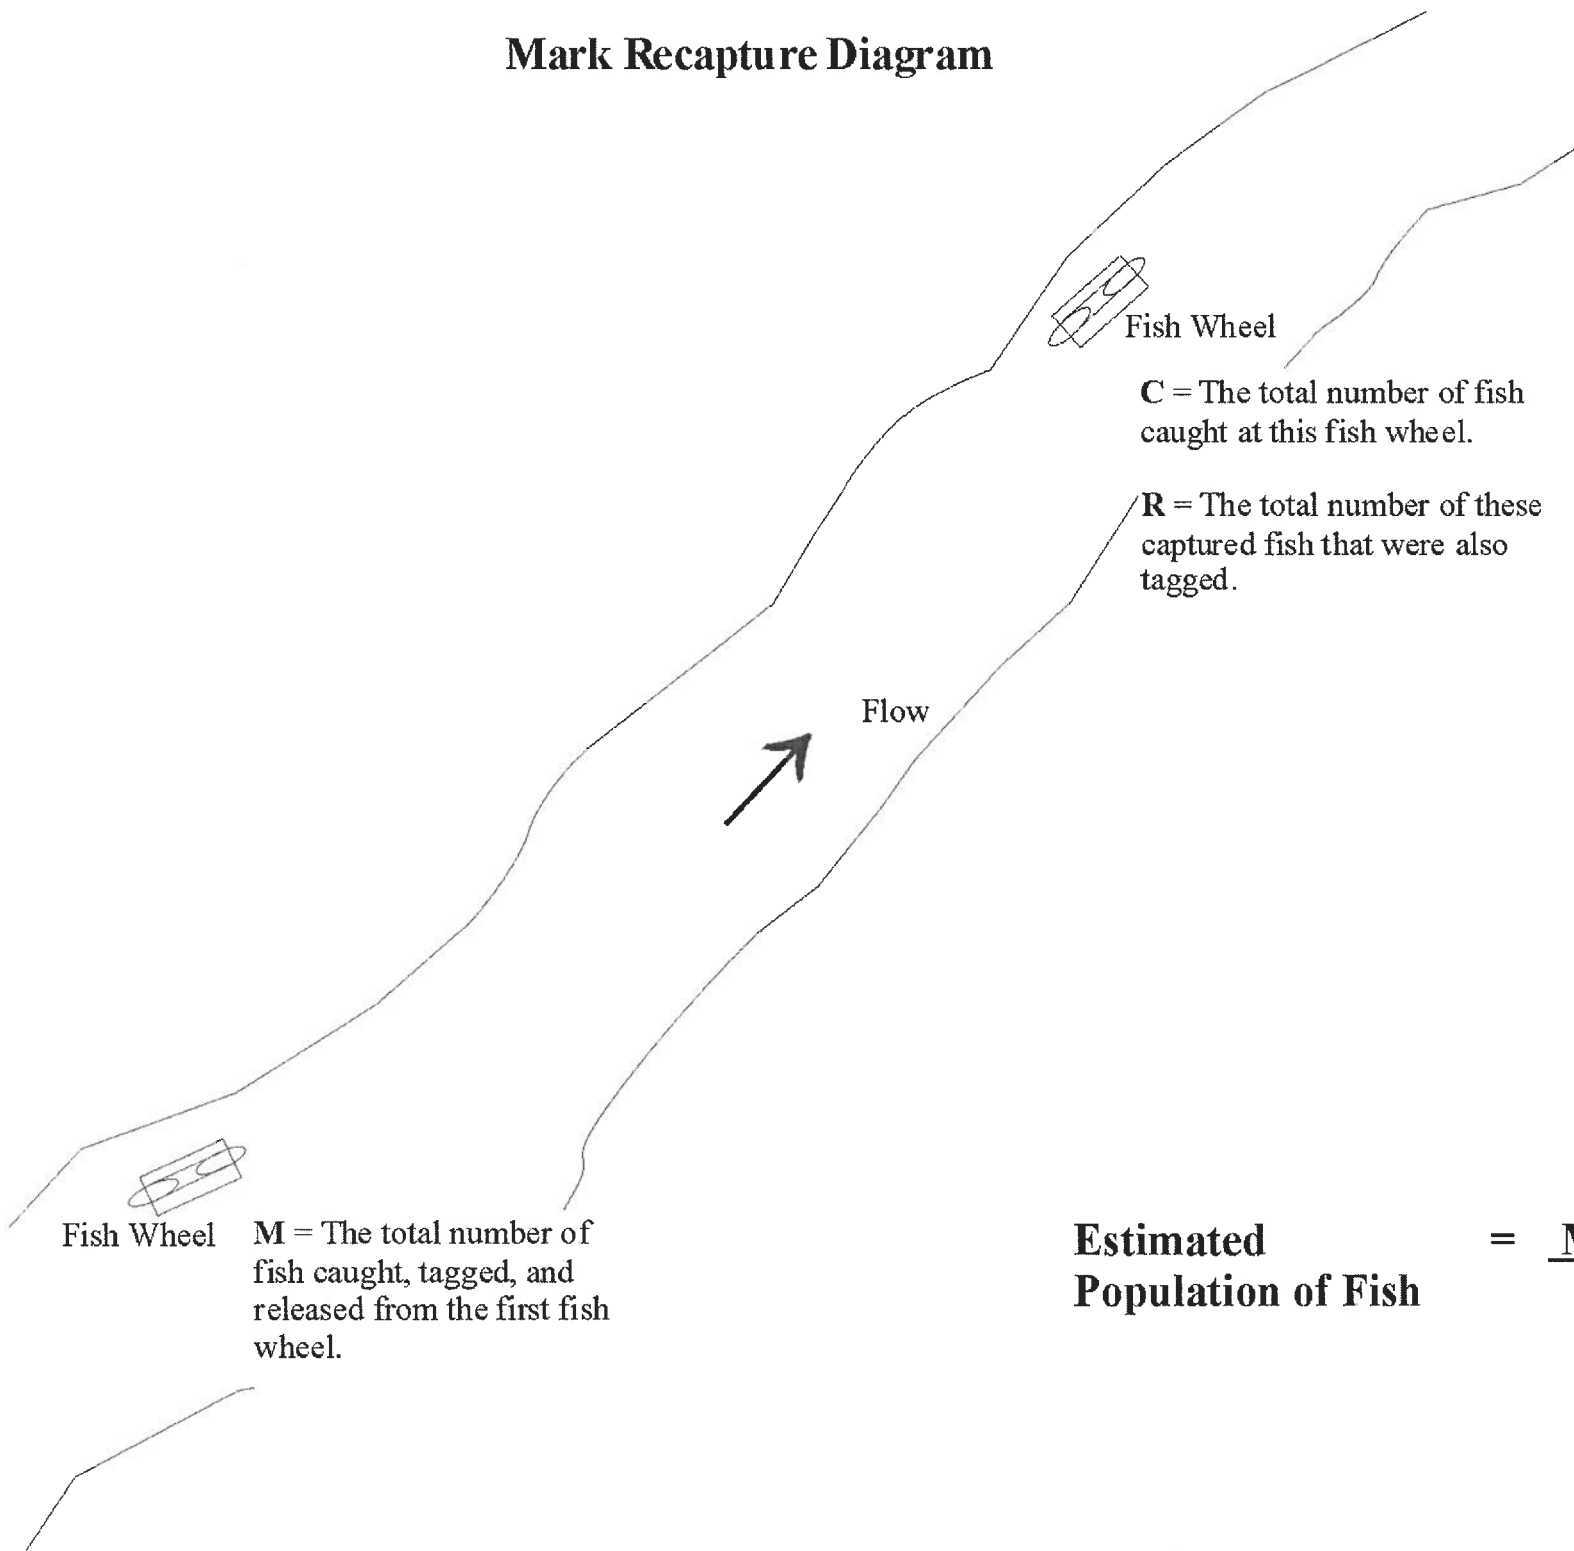 Mark Recapture Diagram
Fish Wheel
C = The total number of fish
caught at this fish wheel.
R = The total number of these
captured fish that were also
tagged.
Flow
Fish Wheel
M = The total number of
fish caught, tagged, and
released from the first fish
wheel.
Estimated =
Population of Fish